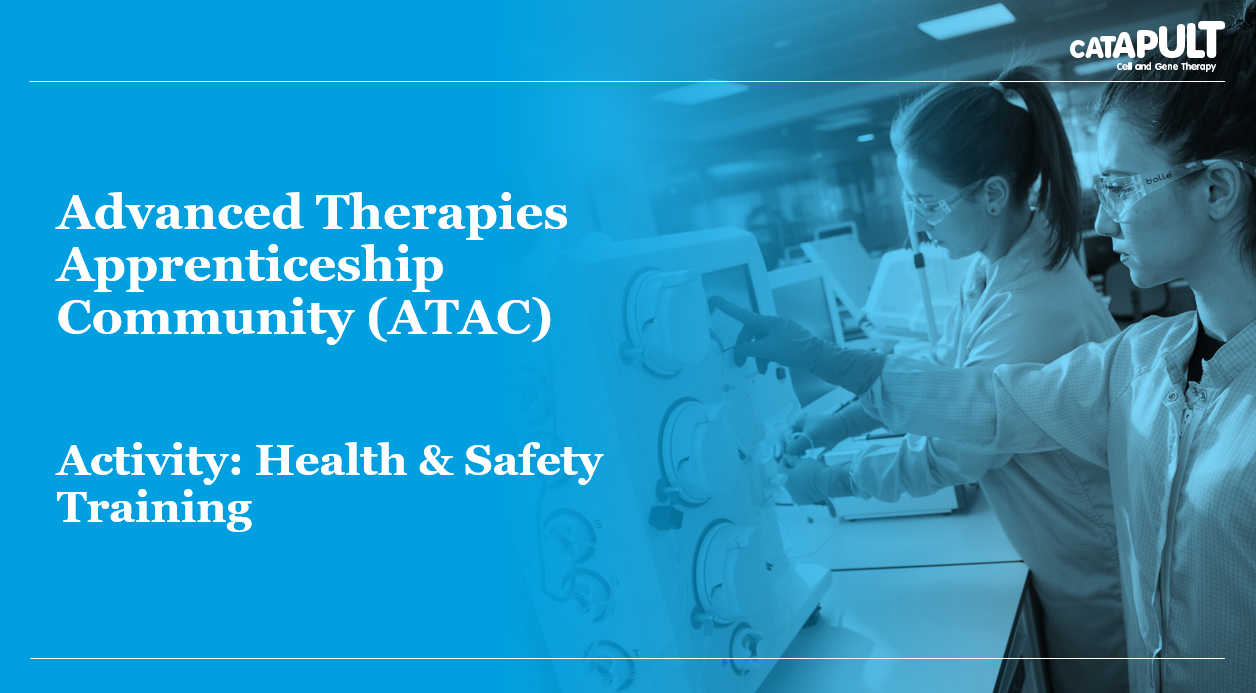 CATAPULT
Cell and Gene Therapy
Advanced Therapies
Apprenticeship
Community (ATAC)
Activity: Health & Safety
Training
bollé